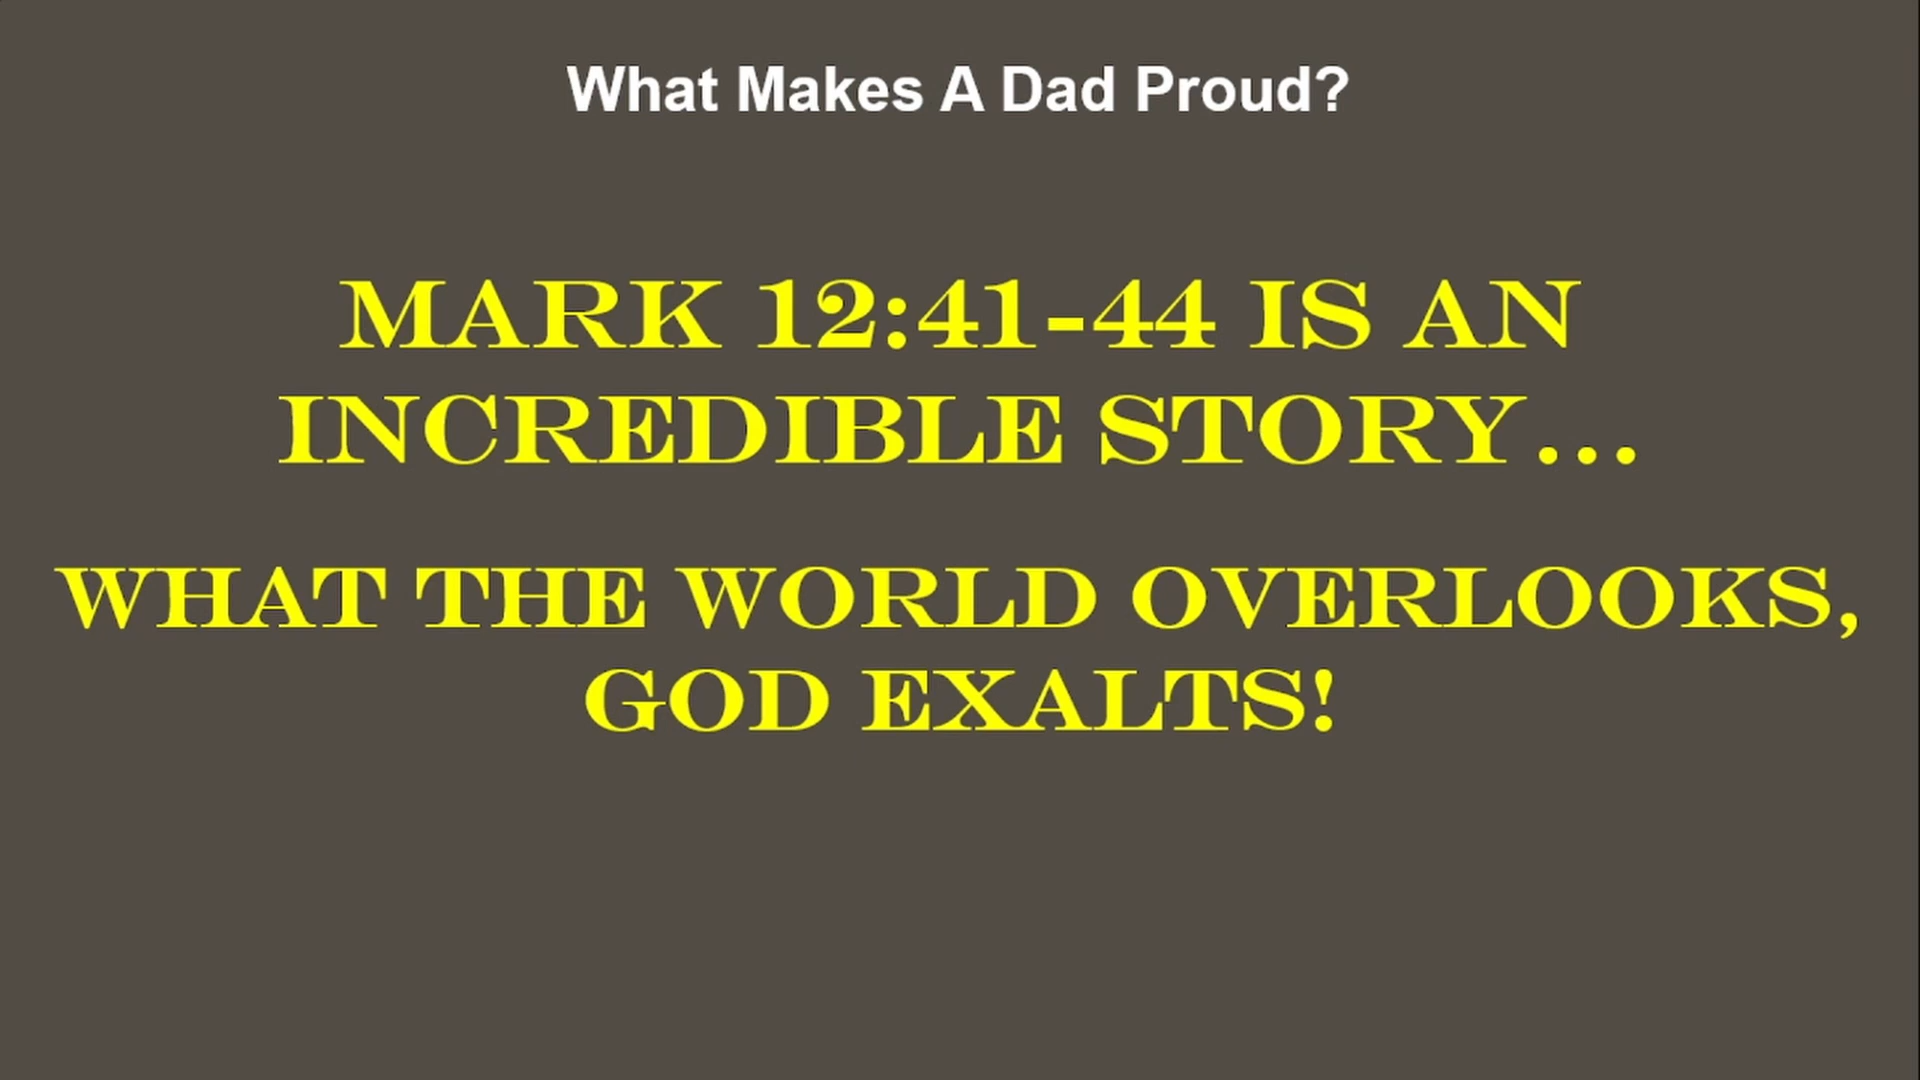 What Makes A Dad Proud?
MARK 12:41-44 IS AN
INCREDIBLE STORY...
WHAT THE WORLD OVERLOOKS,
GOD EXALTS!